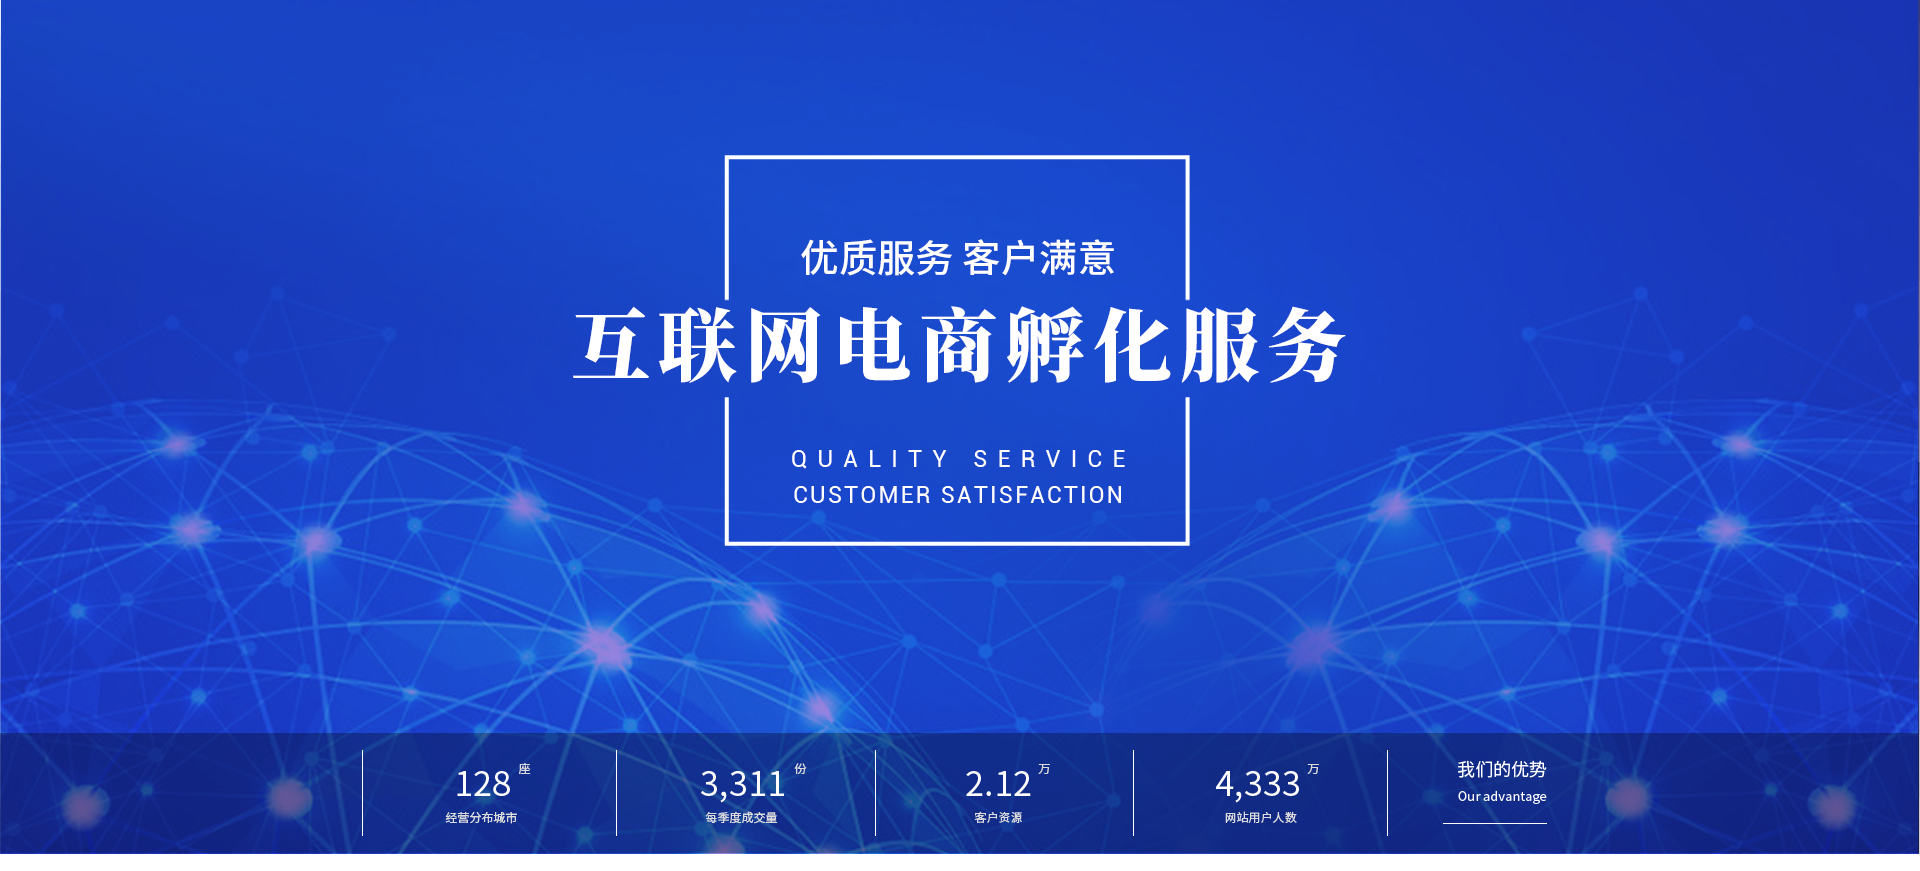 优质服务 客户满意
互联网电商孵化服务
QUALITY SERVICE
CUSTOMER SATISFACTION
128 座
经营分布城市
3,311 份
每季度成交量
2.12 万
客户资源
4,333 万
网站用户人数
我们的优势
Our advantage